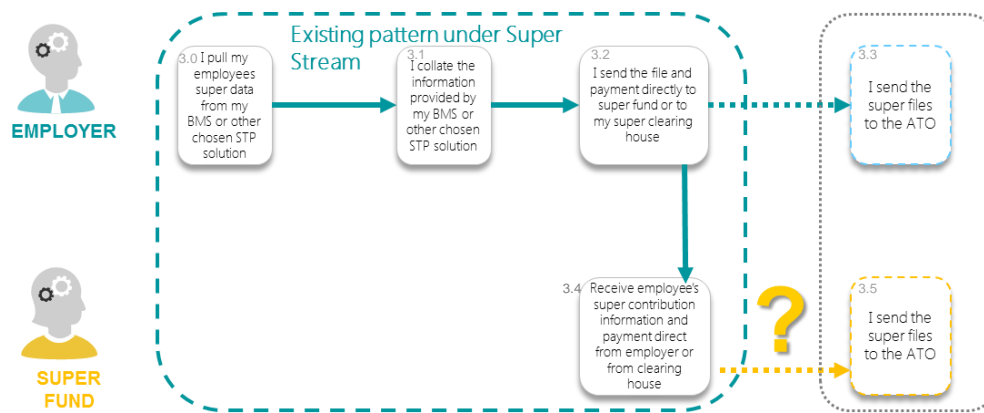 Existing pattern under Super
Stream
3.0 I pull my
employees
super data
from my
BMS or other
chosen STP
solution
3.1
I collate the
information
provided by
my BMS or
other chosen
STP solution
3.2
I send the file and
payment directly to
super fund or to
my super clearing
house
3.3
I send the
super files
to the ATO
EMPLOYER
3.4
Receive employee's
super contribution
information and
payment direct
from employer or
from clearing
house
?
3.5
I send the
super files
to the ATO
SUPER
FUND